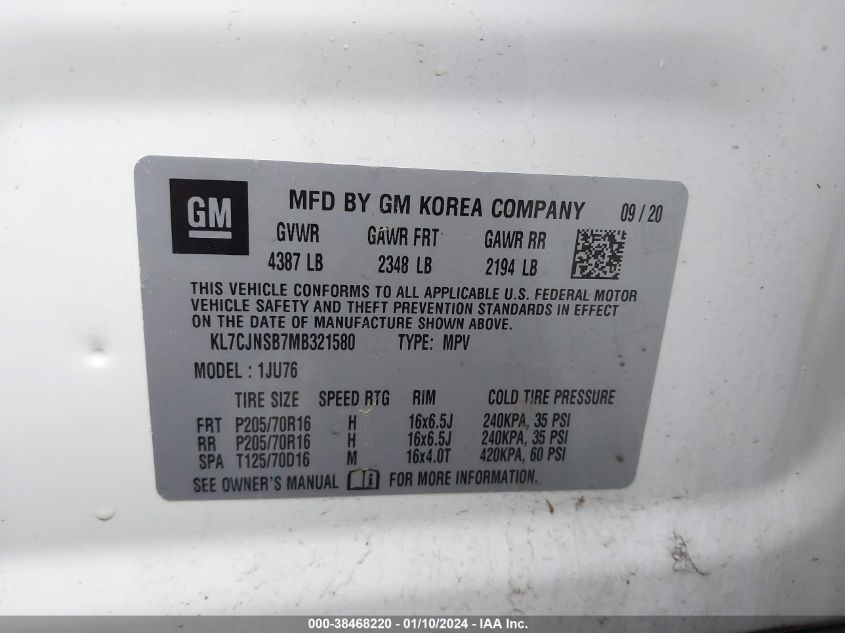 GM
MFD BY GM KOREA COMPANY 09 / 20
GVWR GAWR FRT GAWR RR
4387 LB 2348 LB 2194 LB
THIS VEHICLE CONFORMS TO ALL APPLICABLE U.S. FEDERAL MOTOR
VEHICLE SAFETY AND THEFT PREVENTION STANDARDS IN EFFECT
ON THE DATE OF MANUFACTURE SHOWN ABOVE.
KL7CJNSB7MB321580 TYPE: MPV
MODEL : 1JU76
TIRE SIZE SPEED RTG RIM COLD TIRE PRESSURE
FRT P205/70R16 H 16x6.5J 240KPA, 35 PSI
RR P205/70R16 H 16x6.5J 240KPA, 35 PSI
SPA T125/70D16 M 16x4.0T 420KPA, 60 PSI
SEE OWNER'S MANUAL FOR MORE INFORMATION.
000-38468220 - 01/10/2024 - IAAI.com